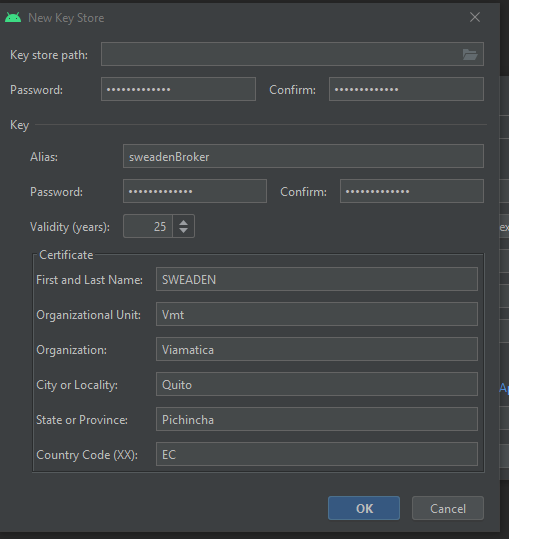 New Key Store
Key store path:
Password: ••••••••••••• Confirm: •••••••••••••
Key
Alias: sweadenBroker
Password: ••••••••••••• Confirm: •••••••••••••
Validity (years): 25
Certificate
First and Last Name: SWEADEN
Organizational Unit: Vmt
Organization: Viamatica
City or Locality: Quito
State or Province: Pichincha
Country Code (XX): EC
OK Cancel